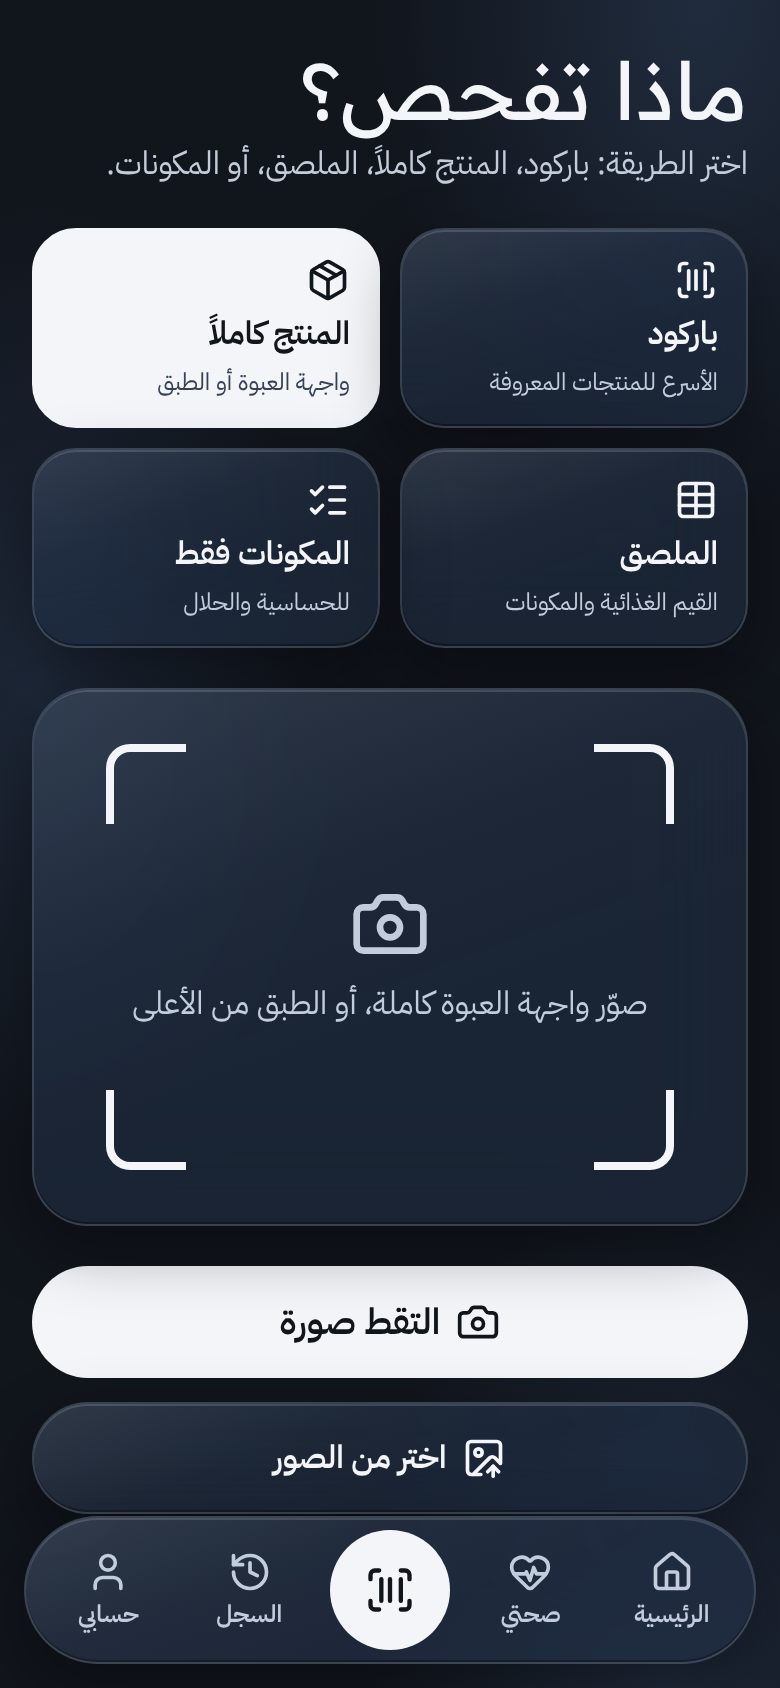 ماذا تفحص؟
اختر الطريقة: باركود، المنتج كاملاً، الملصق، أو المكونات.
باركود
الأسرع للمنتجات المعروفة
المنتج كاملاً
واجهة العبوة أو الطبق
الملصق
القيم الغذائية والمكونات
المكونات فقط
للحساسية والحلال
صوّر واجهة العبوة كاملة، أو الطبق من الأعلى
التقط صورة
اختر من الصور
الرئيسية
صحتي
السجل
حسابي